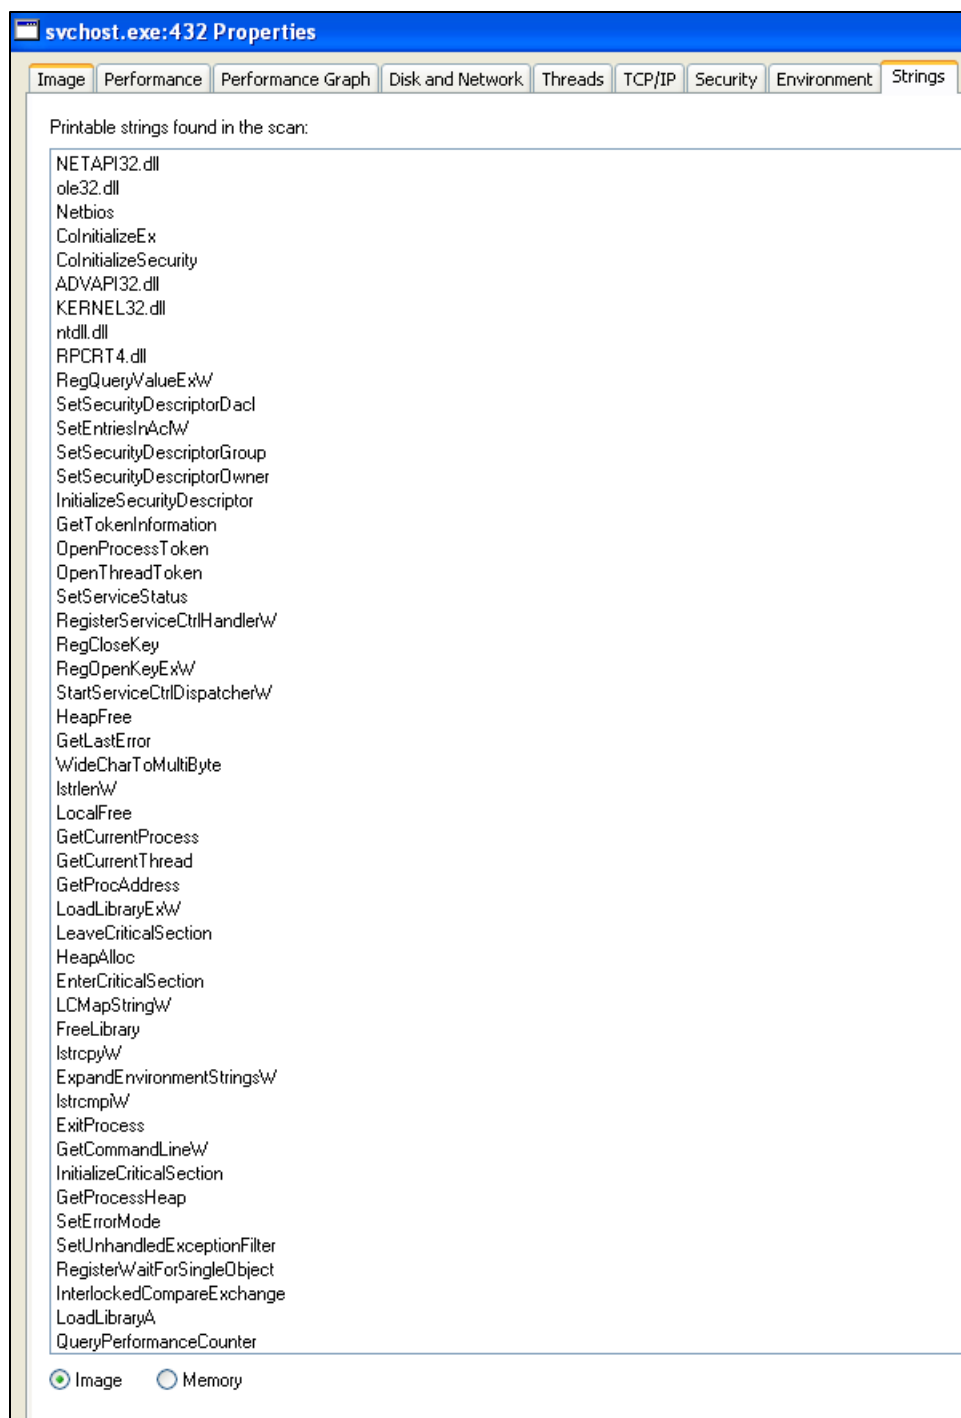 svchost.exe:432 Properties
Image Performance Performance Graph Disk and Network Threads TCP/IP Security Environment Strings
Printable strings found in the scan:
NETAPI32.dll
ole32.dll
Netbios
CoInitializeEx
CoInitializeSecurity
ADVAPI32.dll
KERNEL32.dll
ntdll.dll
RPCRT4.dll
RegQueryValueExW
SetSecurityDescriptorDacl
SetEntriesInAclW
SetSecurityDescriptorGroup
SetSecurityDescriptorOwner
InitializeSecurityDescriptor
GetTokenInformation
OpenProcessToken
OpenThreadToken
SetServiceStatus
RegisterServiceCtrlHandlerW
RegCloseKey
RegOpenKeyExW
StartServiceCtrlDispatcherW
HeapFree
GetLastError
WideCharToMultiByte
lstrlenW
LocalFree
GetCurrentProcess
GetCurrentThread
GetProcAddress
LoadLibraryExW
LeaveCriticalSection
HeapAlloc
EnterCriticalSection
LCMapStringW
FreeLibrary
lstrcpyW
ExpandEnvironmentStringsW
lstrcmpiW
ExitProcess
GetCommandLineW
InitializeCriticalSection
GetProcessHeap
SetErrorMode
SetUnhandledExceptionFilter
RegisterWaitForSingleObject
InterlockedCompareExchange
LoadLibraryA
QueryPerformanceCounter
Image Memory